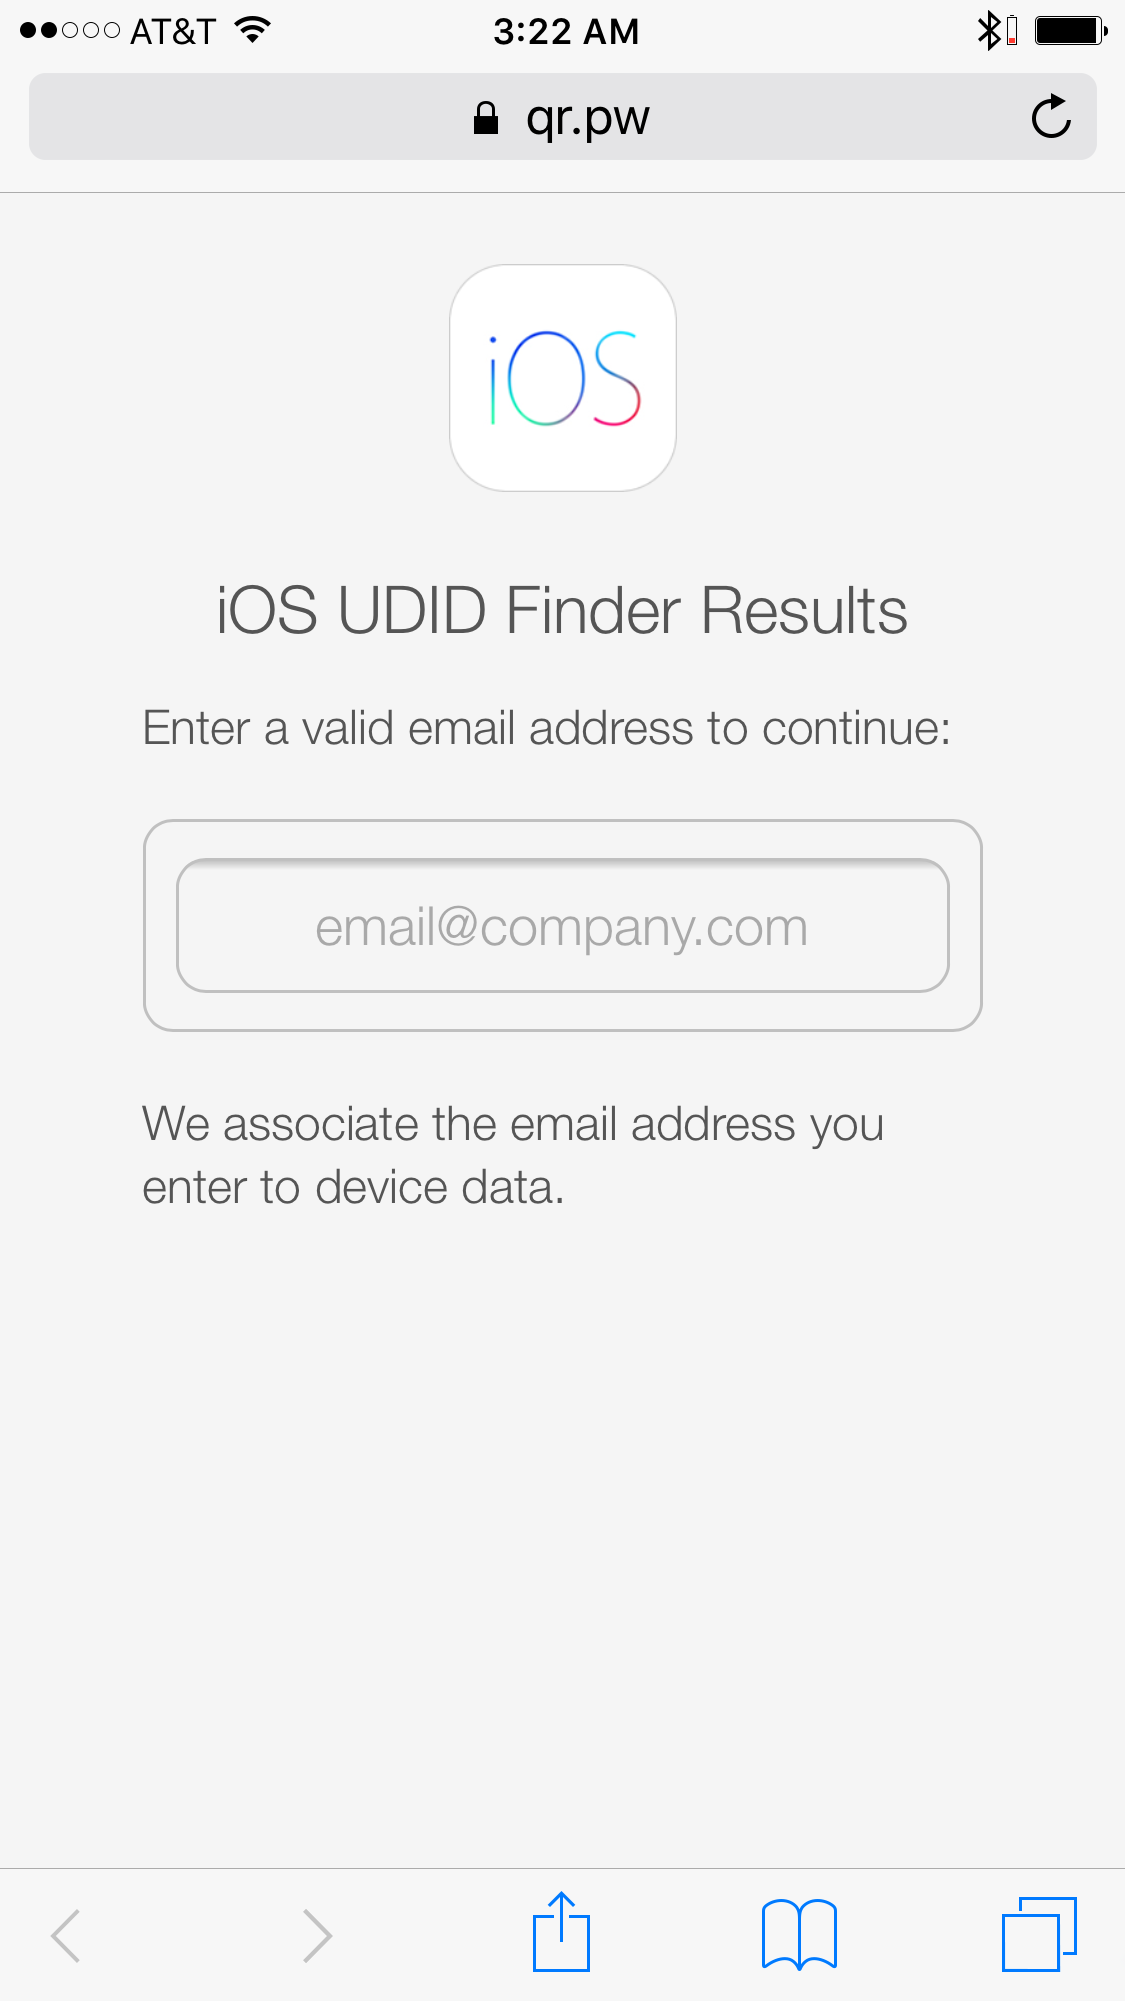 AT&T 3:22 AM
qr.pw
iOS
iOS UDID Finder Results
Enter a valid email address to continue:
email@company.com
We associate the email address you
enter to device data.